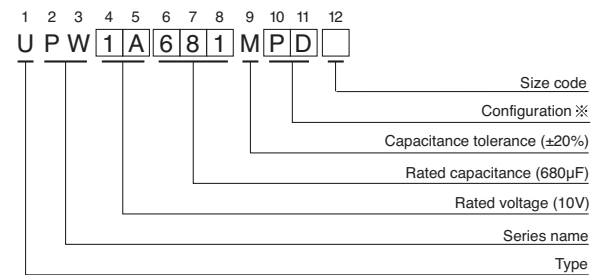 1 2 3 4 5 6 7 8 9 10 11 12
U P W 1 A 6 8 1 M P D
Size code
Configuration ※
Capacitance tolerance (±20%)
Rated capacitance (680µF)
Rated voltage (10V)
Series name
Type